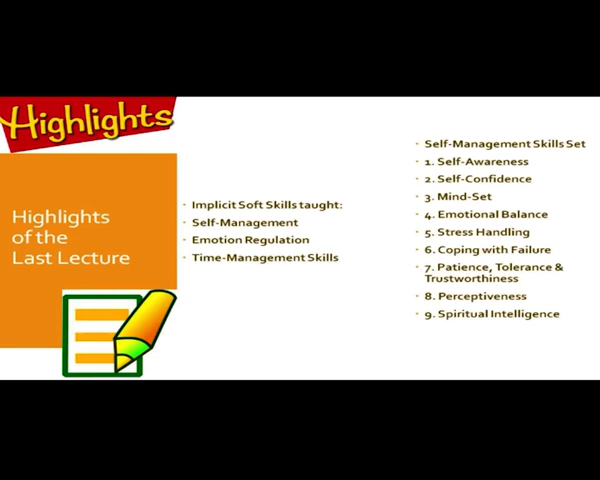 Highlights
Highlights
of the
Last Lecture
Implicit Soft Skills taught:
Self-Management
Emotion Regulation
Time-Management Skills
Self-Management Skills Set
1. Self-Awareness
2. Self-Confidence
3. Mind-Set
4. Emotional Balance
5. Stress Handling
6. Coping with Failure
7. Patience, Tolerance &
Trustworthiness
8. Perceptiveness
9. Spiritual Intelligence